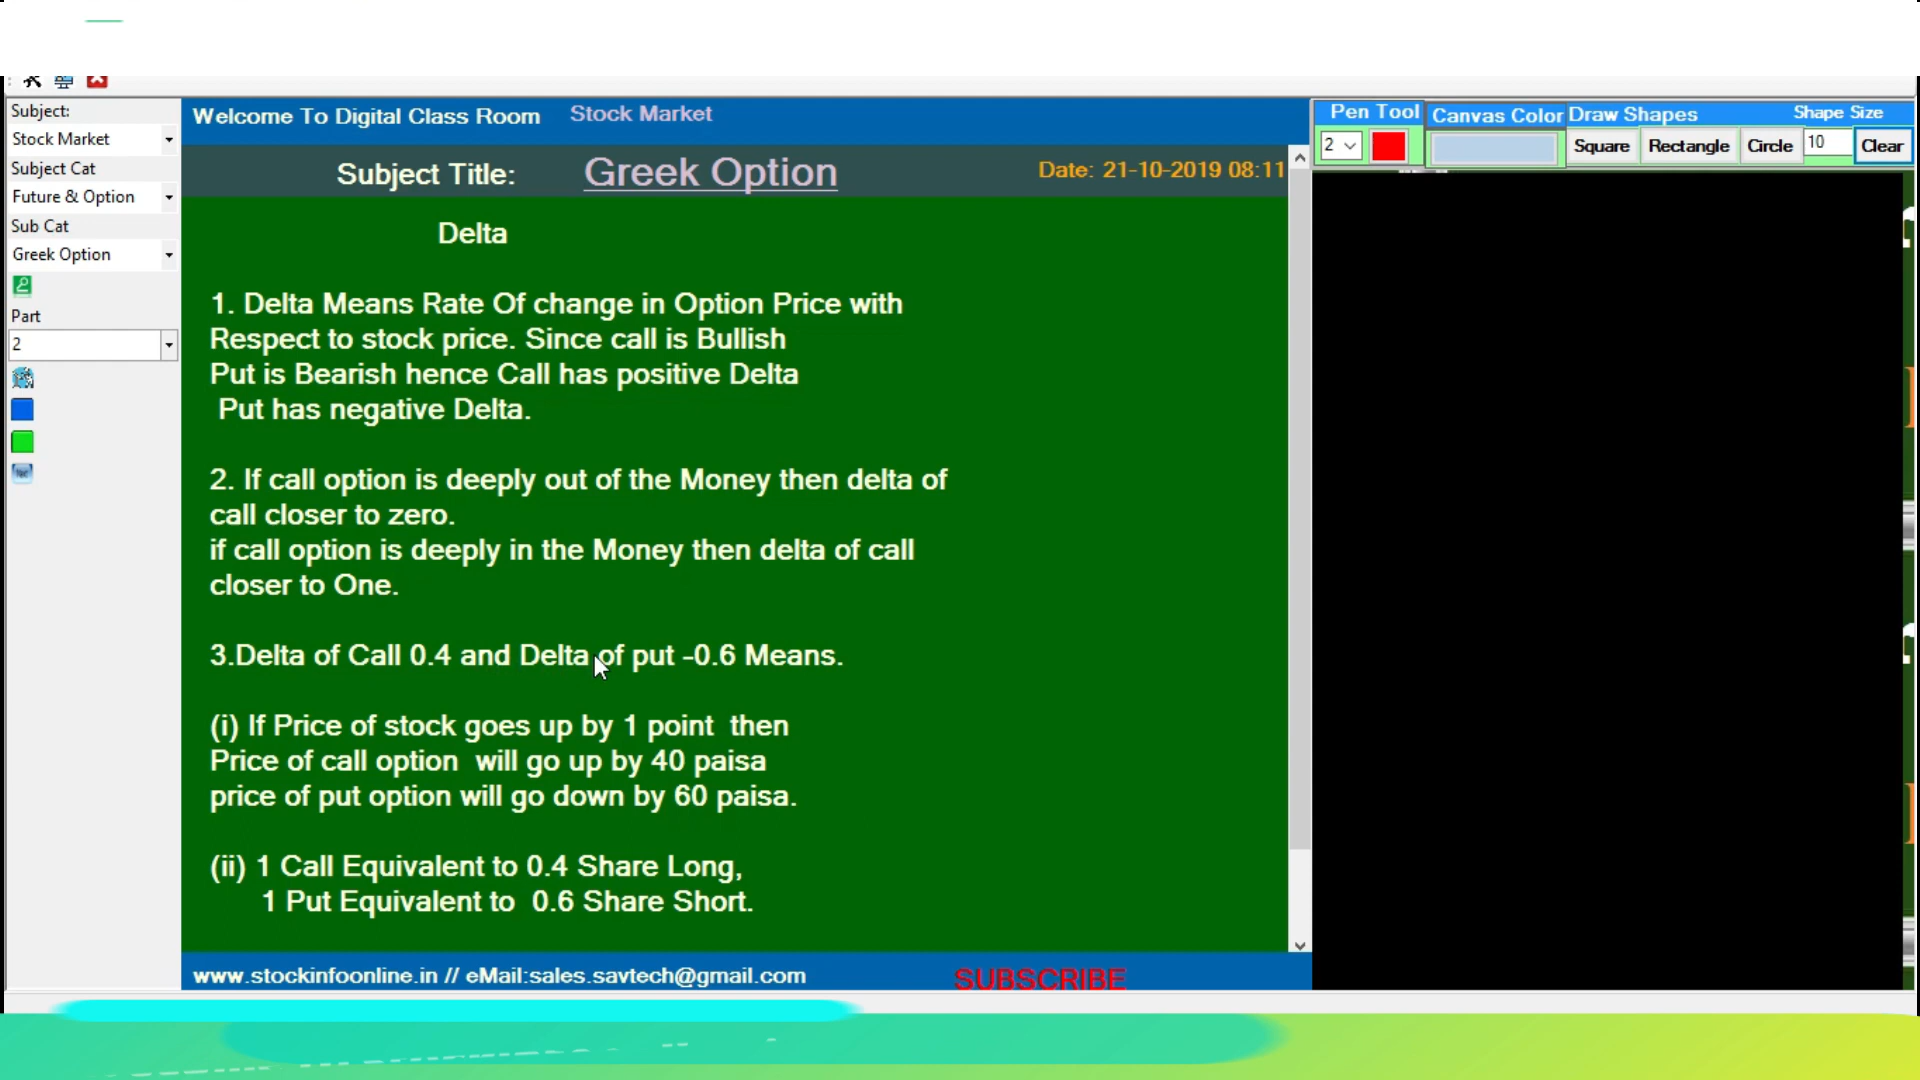 Subject:
Stock Market
Subject Cat
Future & Option
Sub Cat
Greek Option
Part
2
Welcome To Digital Class Room Stock Market
Subject Title: Greek Option Date: 21-10-2019 08:11
Delta
1. Delta Means Rate Of change in Option Price with
Respect to stock price. Since call is Bullish
Put is Bearish hence Call has positive Delta
Put has negative Delta.
2. If call option is deeply out of the Money then delta of
call closer to zero.
if call option is deeply in the Money then delta of call
closer to One.
3.Delta of Call 0.4 and Delta of put -0.6 Means.
(i) If Price of stock goes up by 1 point then
Price of call option will go up by 40 paisa
price of put option will go down by 60 paisa.
(ii) 1 Call Equivalent to 0.4 Share Long,
1 Put Equivalent to 0.6 Share Short.
www.stockinfoonline.in // eMail:sales.savtech@gmail.com SUBSCRIBE
Pen Tool Canvas Color Draw Shapes Shape Size
2 Square Rectangle Circle 10 Clear